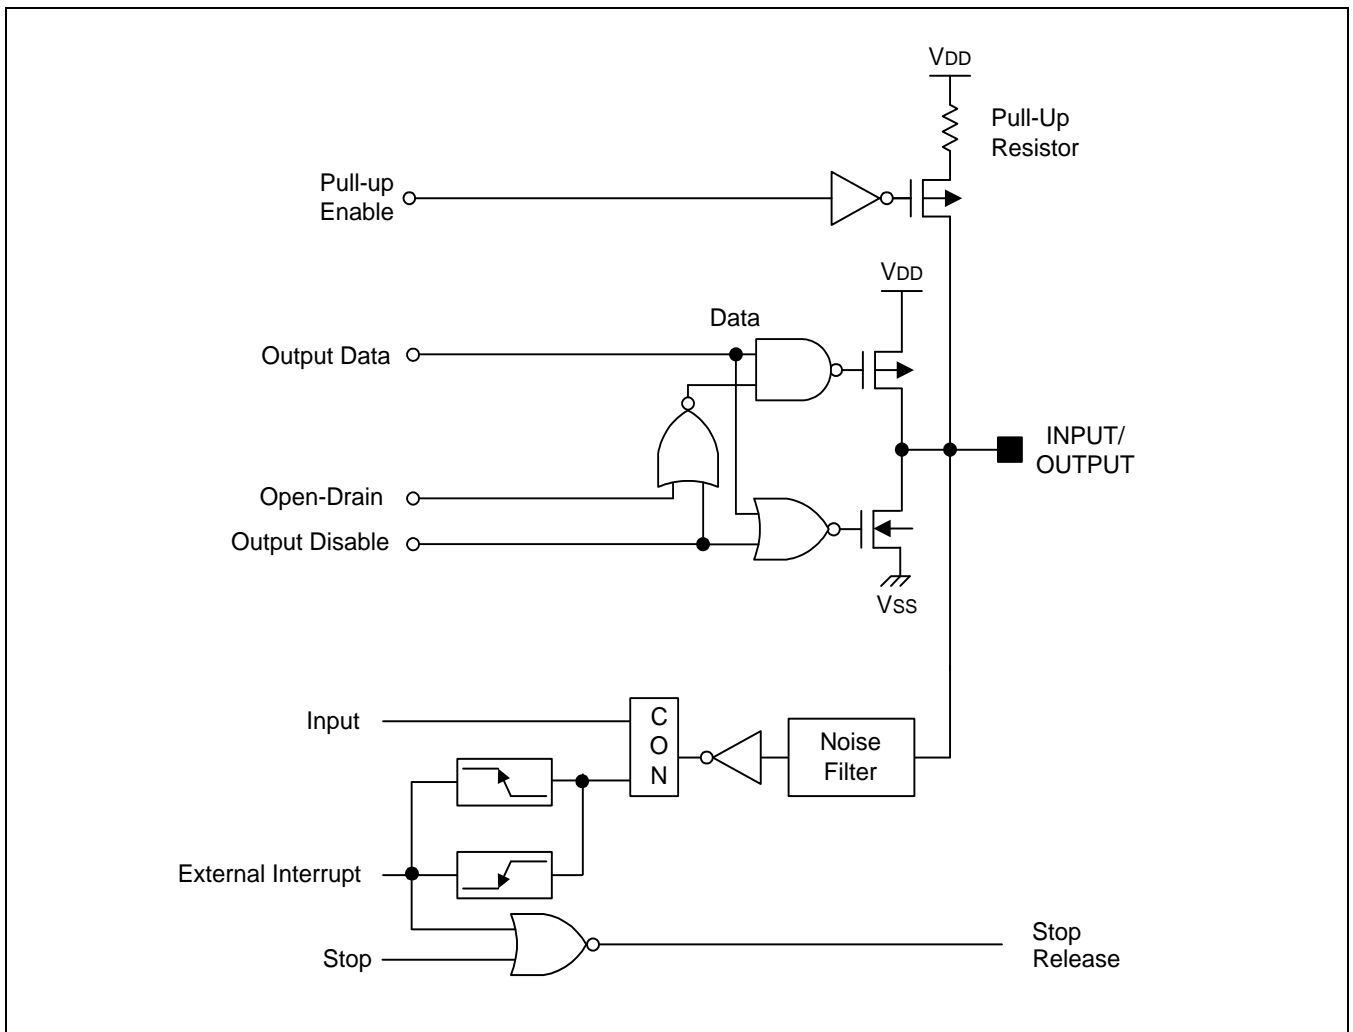 VDD
Pull-Up
Resistor
Pull-up
Enable
VDD
Data
Output Data
INPUT/
OUTPUT
Open-Drain
Output Disable
VSS
Input
C
O
N
Noise
Filter
External Interrupt
Stop
Stop
Release